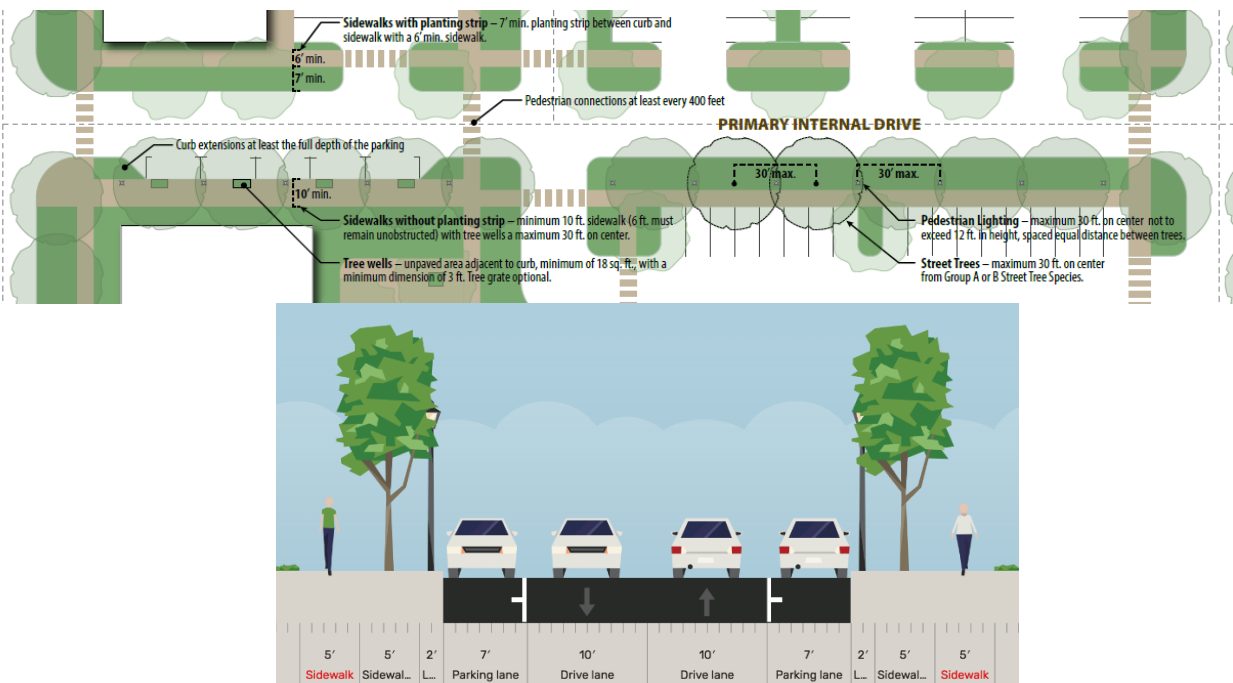 Sidewalks with planting strip – 7' min. planting strip between curb and
sidewalk with a 6' min. sidewalk.
6' min.
7' min.
Pedestrian connections at least every 400 feet
PRIMARY INTERNAL DRIVE
Curb extensions at least the full depth of the parking
30' max.
30' max.
10' min.
Sidewalks without planting strip – minimum 10 ft. sidewalk (6 ft. must
remain unobstructed) with tree wells a maximum 30 ft. on center.
Pedestrian Lighting – maximum 30 ft. on center not to
exceed 12 ft. in height, spaced equal distance between trees.
Tree wells – unpaved area adjacent to curb, minimum of 18 sq. ft., with a
minimum dimension of 3 ft. Tree grate optional.
Street Trees – maximum 30 ft. on center
from Group A or B Street Tree Species.
5' 5' 2' 7' 10' 10' 7' 2' 5' 5'
Sidewalk Sidewal... L... Parking lane Drive lane Drive lane Parking lane L... Sidewal... Sidewalk